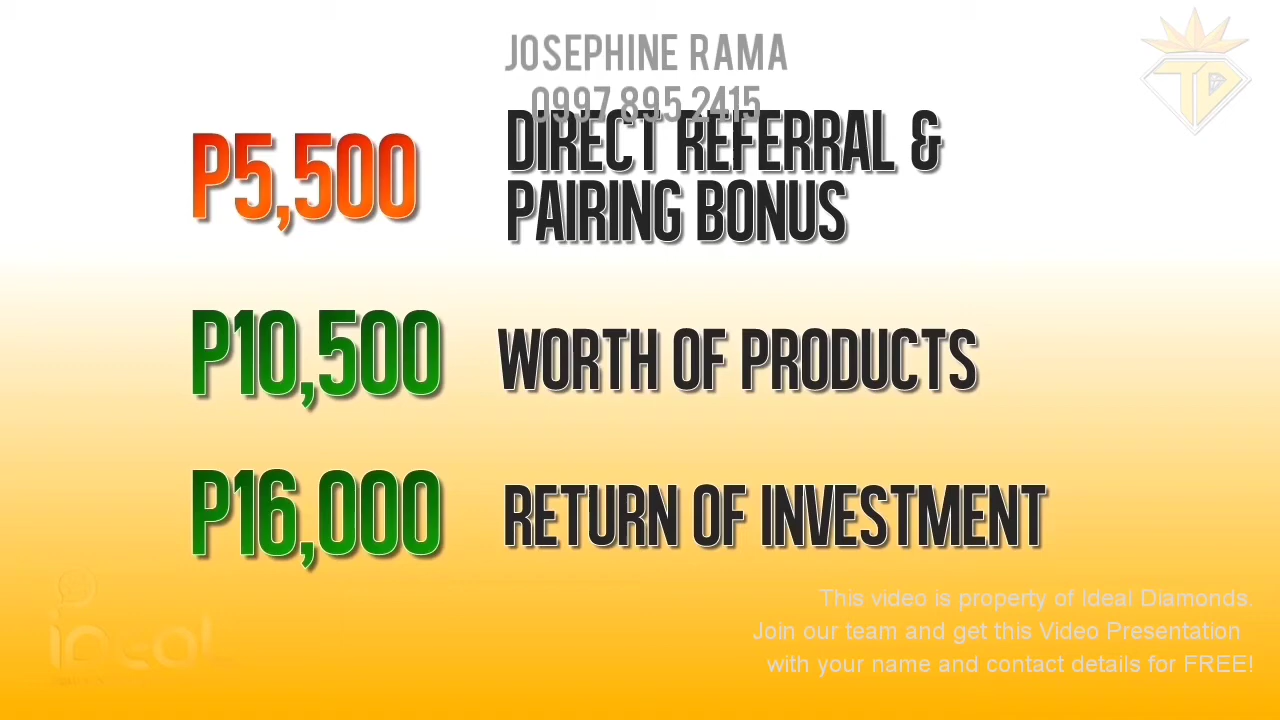 JOSEPHINE RAMA
0997 895 2415
P5,500
DIRECT REFERRAL &
PAIRING BONUS
P10,500
WORTH OF PRODUCTS
P16,000
RETURN OF INVESTMENT
This video is property of Ideal Diamonds.
Join our team and get this Video Presentation
with your name and contact details for FREE!
TD
ideal